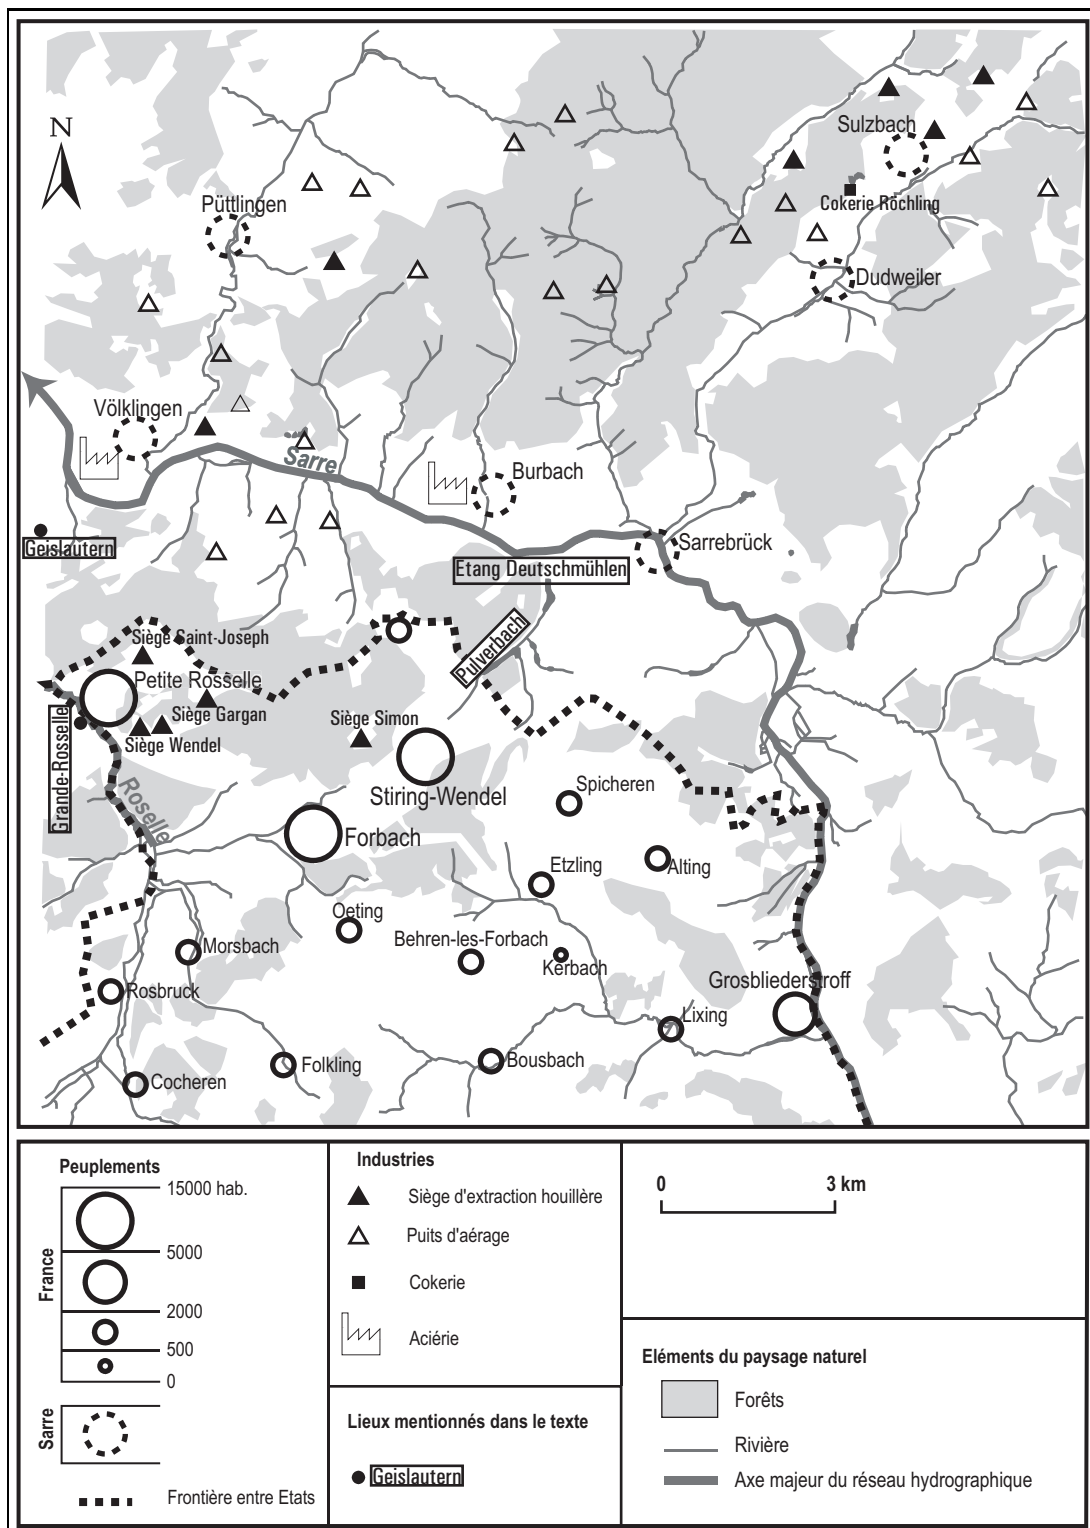 N
Sulzbach
Cokerie Röchling
Püttlingen
Dudweiler
Völklingen
Sarre
Burbach
Geislautern
Sarrebrück
Etang Deutschmühlen
Siège Saint-Joseph
Pulverbach
Petite Rosselle
Siège Gargan
Siège Simon
Siège Wendel
Grande-Rosselle
Roselle
Stiring-Wendel
Spicheren
Forbach
Etzling
Alting
Oeting
Behren-les-Forbach
Morsbach
Kerbach
Rosbruck
Grosbliederstroff
Lixing
Folkling
Bousbach
Cocheren
Peuplements
15000 hab.
5000
2000
500
0
France
Sarre
Frontière entre Etats
Industries
Siège d'extraction houillère
Puits d'aérage
Cokerie
Aciérie
Lieux mentionnés dans le texte
Geislautern
0 3 km
Eléments du paysage naturel
Forêts
Rivière
Axe majeur du réseau hydrographique